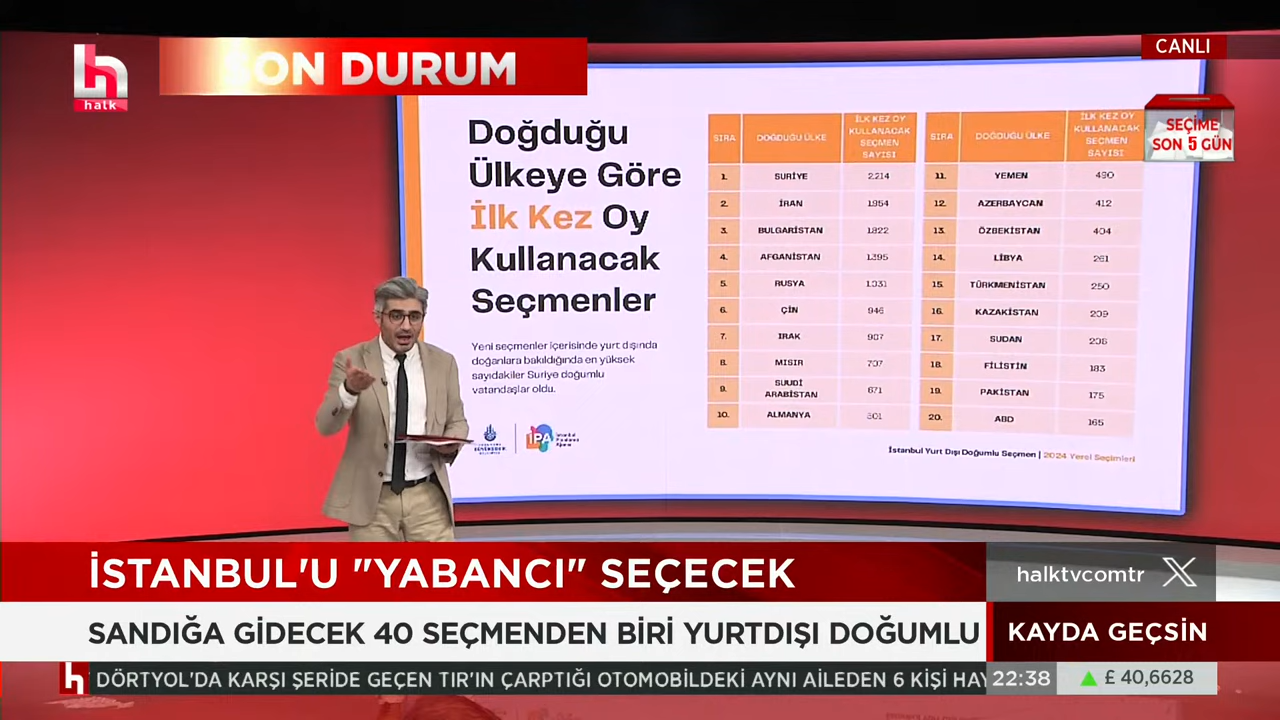 halk
SON DURUM
CANLI
SEÇİME
SON 5 GÜN
Doğduğu
Ülkeye Göre
İlk Kez Oy
Kullanacak
Seçmenler
Yeni seçmenler içerisinde yurt dışında
doğanlara bakıldığında en yüksek
sayıdakiler Suriye doğumlu
vatandaşlar oldu.
İPA
SIRA DOĞDUĞU ÜLKE İLK KEZ OY KULLANACAK SEÇMEN SAYISI
1. SURİYE 2.214
2. İRAN 1.954
3. BULGARİSTAN 1.822
4. AFGANİSTAN 1.395
5. RUSYA 1.031
6. ÇİN 946
7. IRAK 907
8. MISIR 707
9. SUUDİ ARABİSTAN 671
10. ALMANYA
SIRA DOĞDUĞU ÜLKE İLK KEZ OY KULLANACAK SEÇMEN SAYISI
11. YEMEN 490
12. AZERBAYCAN 412
13. ÖZBEKİSTAN 404
14. LİBYA 261
15. TÜRKMENİSTAN 250
16. KAZAKİSTAN 209
17. SUDAN
18. FİLİSTİN 183
19. PAKİSTAN 175
20. ABD 165
İstanbul Yurt Dışı Doğumlu Seçmen | 2024 Yerel Seçimleri
İSTANBUL'U "YABANCI" SEÇECEK
halktvcomtr X
SANDIĞA GİDECEK 40 SEÇMENDEN BİRİ YURTDIŞI DOĞUMLU
KAYDA GEÇSİN
h DÖRTYOL'DA KARŞI ŞERİDE GEÇEN TIR'IN ÇARPTIĞI OTOMOBİLDEKİ AYNI AİLEDEN 6 KİŞİ HAY
22:38
£ 40,6628